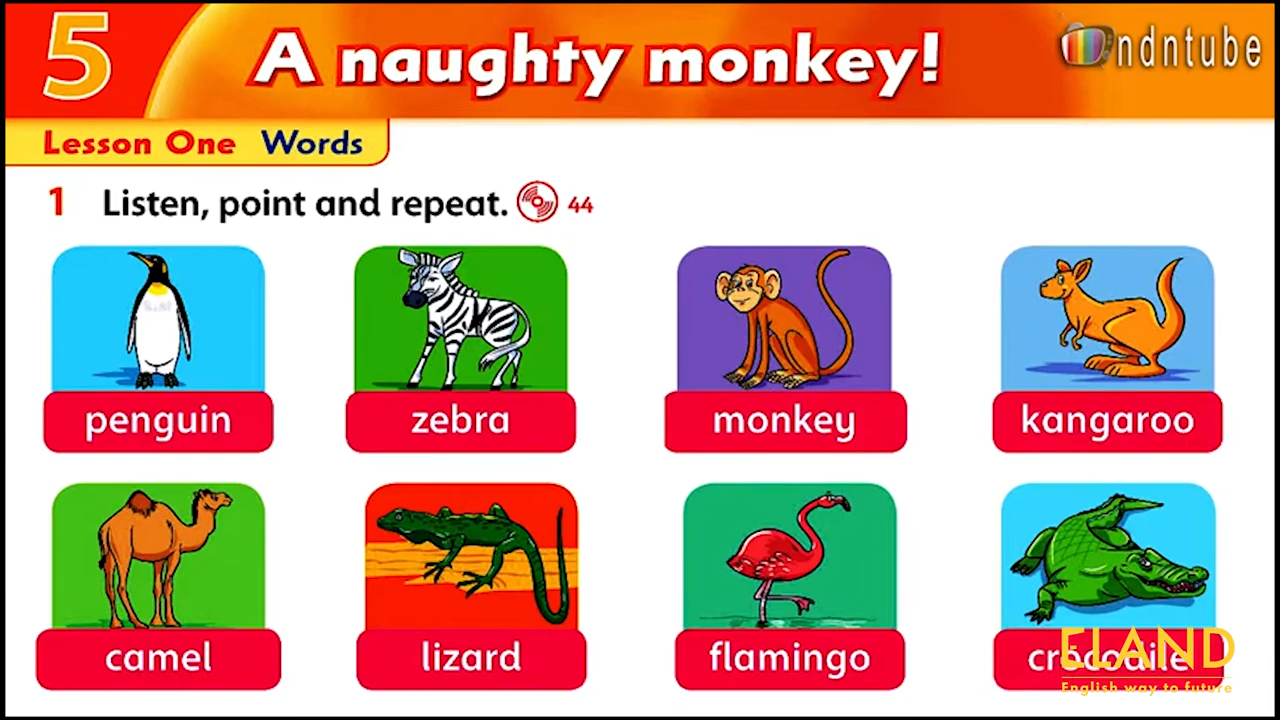 5
A naughty monkey!
ndntube
Lesson One Words
1 Listen, point and repeat. 44
penguin
zebra
monkey
kangaroo
camel
lizard
flamingo
crocodile
ELAND
English way to future